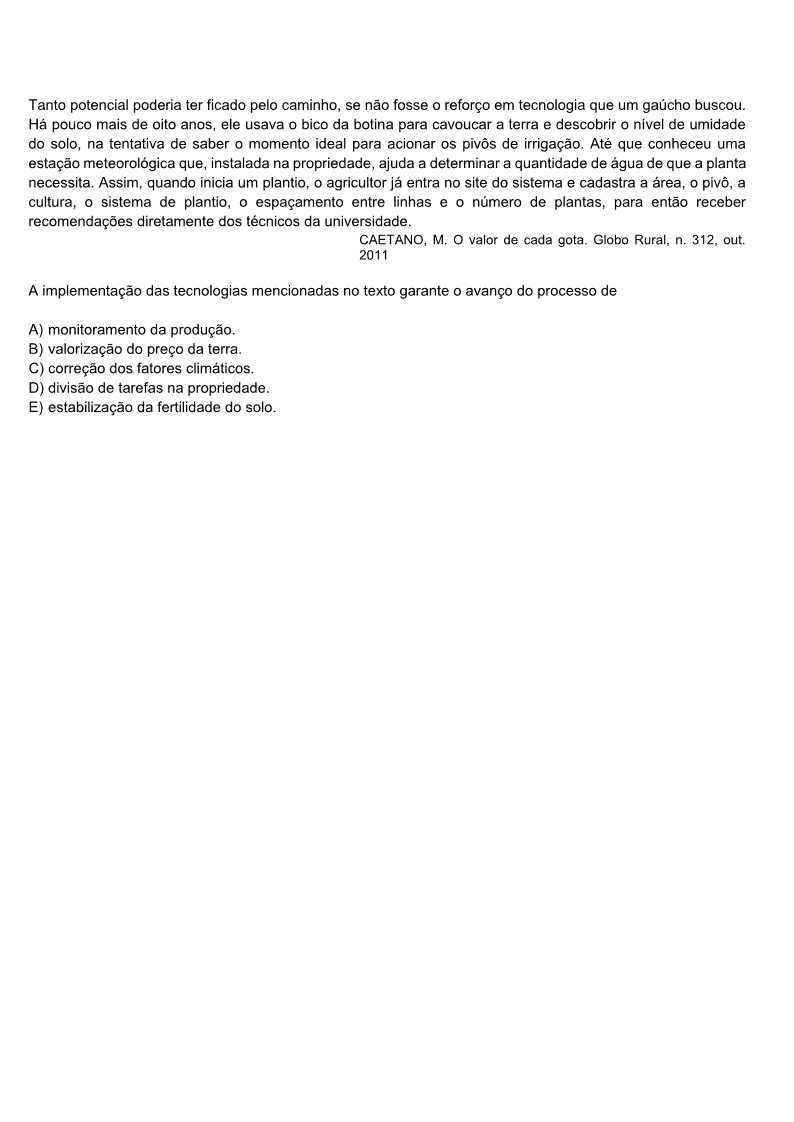 Tanto potencial poderia ter ficado pelo caminho, se não fosse o reforço em tecnologia que um gaúcho buscou.
Há pouco mais de oito anos, ele usava o bico da botina para cavoucar a terra e descobrir o nível de umidade
do solo, na tentativa de saber o momento ideal para acionar os pivôs de irrigação. Até que conheceu uma
estação meteorológica que, instalada na propriedade, ajuda a determinar a quantidade de água de que a planta
necessita. Assim, quando inicia um plantio, o agricultor já entra no site do sistema e cadastra a área, o pivô, a
cultura, o sistema de plantio, o espaçamento entre linhas e o número de plantas, para então receber
recomendações diretamente dos técnicos da universidade.
CAETANO, M. O valor de cada gota. Globo Rural, n. 312, out.
2011
A implementação das tecnologias mencionadas no texto garante o avanço do processo de
A) monitoramento da produção.
B) valorização do preço da terra.
C) correção dos fatores climáticos.
D) divisão de tarefas na propriedade.
E) estabilização da fertilidade do solo.